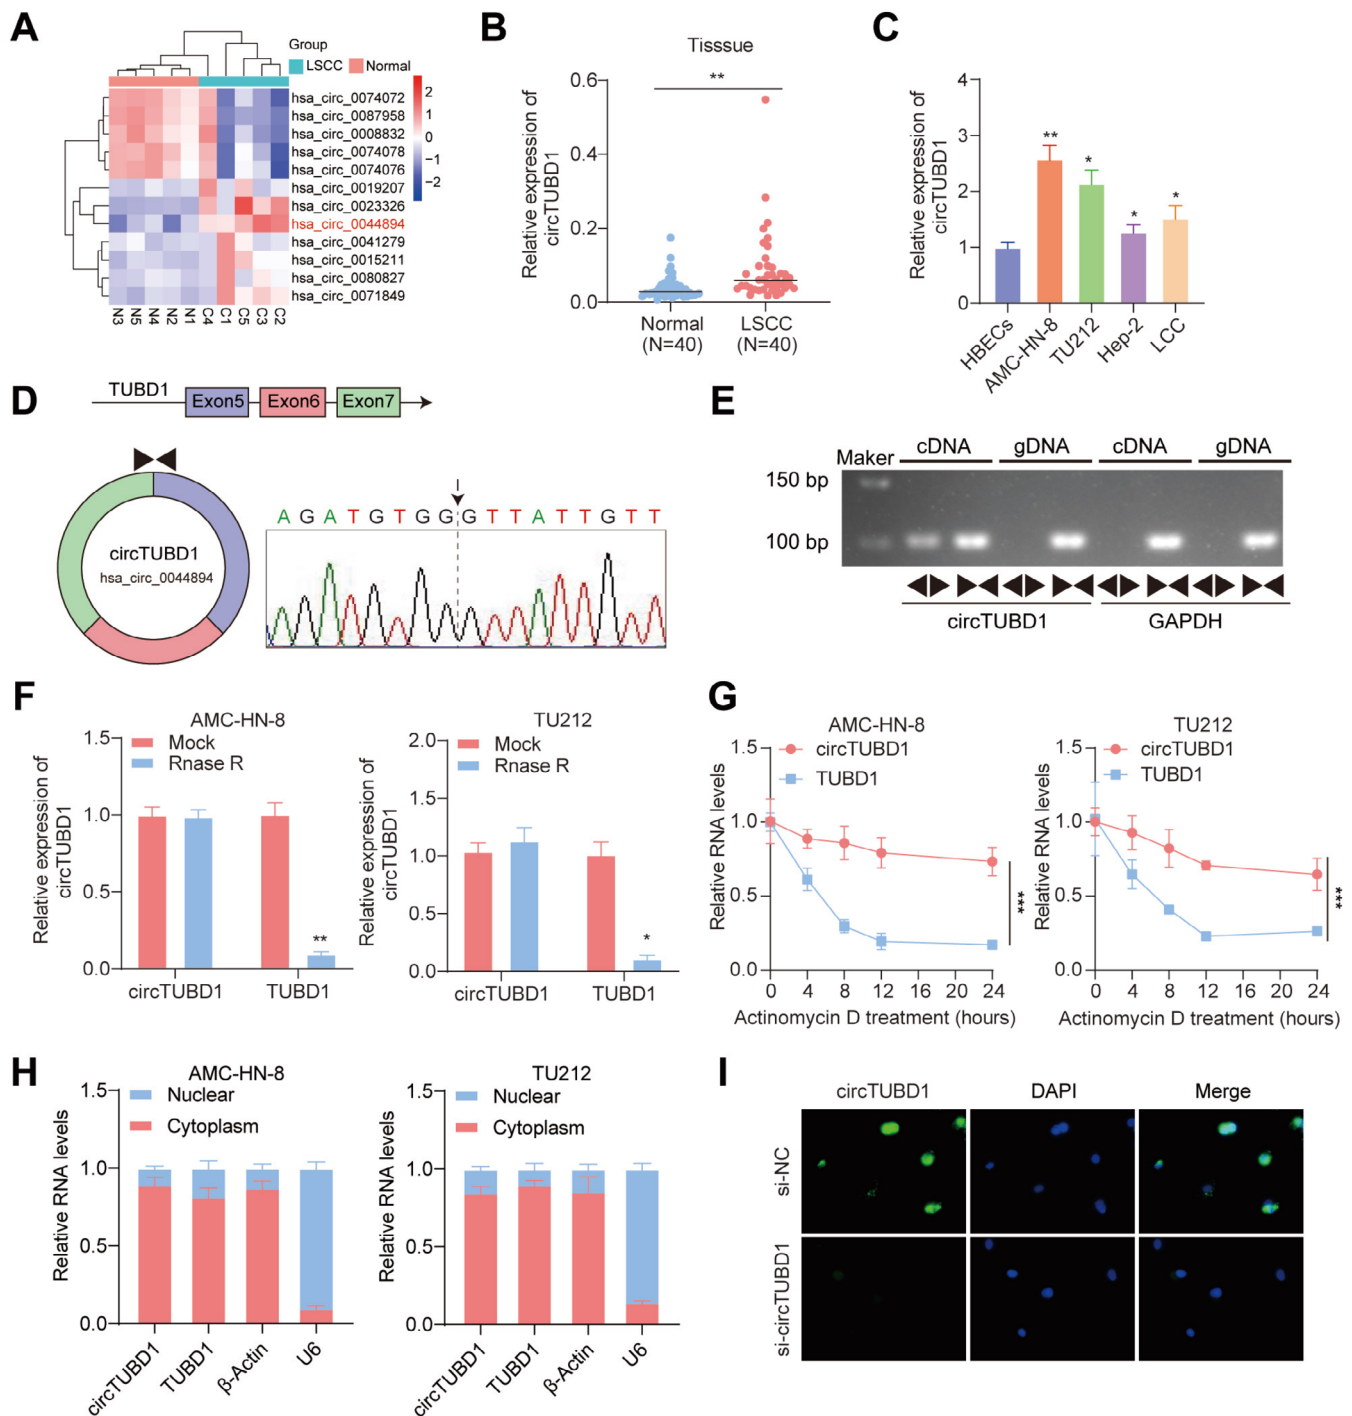 A
Group
LSCC Normal
hsa_circ_0074072
hsa_circ_0087958
hsa_circ_0008832
hsa_circ_0074078
hsa_circ_0074076
hsa_circ_0019207
hsa_circ_0023326
hsa_circ_0044894
hsa_circ_0041279
hsa_circ_0015211
hsa_circ_0080827
hsa_circ_0071849
2
1
0
−1
−2
N3 N5 N4 N2 N1 C4 C1 C5 C3 C2
B
Tisssue
**
Relative expression of
circTUBD1
0.6
0.4
0.2
0.0
Normal LSCC
(N=40) (N=40)
C
Relative expression of
circTUBD1
4
3
2
1
0
** * * *
HBECs AMC-HN-8 TU212 Hep-2 LCC
D
TUBD1 Exon5 Exon6 Exon7
circTUBD1
hsa_circ_0044894
A G A T G T G G G T T A T T G T T
E
cDNA gDNA cDNA gDNA
Maker
150 bp
100 bp
circTUBD1 GAPDH
F
AMC-HN-8
Mock
Rnase R
Relative expression of
circTUBD1
1.5
1.0
0.5
0.0
**
circTUBD1 TUBD1
TU212
Mock
Rnase R
Relative expression of
circTUBD1
2.0
1.5
1.0
0.5
0.0
*
circTUBD1 TUBD1
G
AMC-HN-8
circTUBD1
TUBD1
Relative RNA levels
1.5
1.0
0.5
0.0
***
0 4 8 12 16 20 24
Actinomycin D treatment (hours)
TU212
circTUBD1
TUBD1
Relative RNA levels
1.5
1.0
0.5
0.0
***
0 4 8 12 16 20 24
Actinomycin D treatment (hours)
H
AMC-HN-8
Nuclear
Cytoplasm
Relative RNA levels
1.5
1.0
0.5
0.0
circTUBD1 TUBD1 β-Actin U6
TU212
Nuclear
Cytoplasm
Relative RNA levels
1.5
1.0
0.5
0.0
circTUBD1 TUBD1 β-Actin U6
I
circTUBD1 DAPI Merge
si-NC
si-circTUBD1